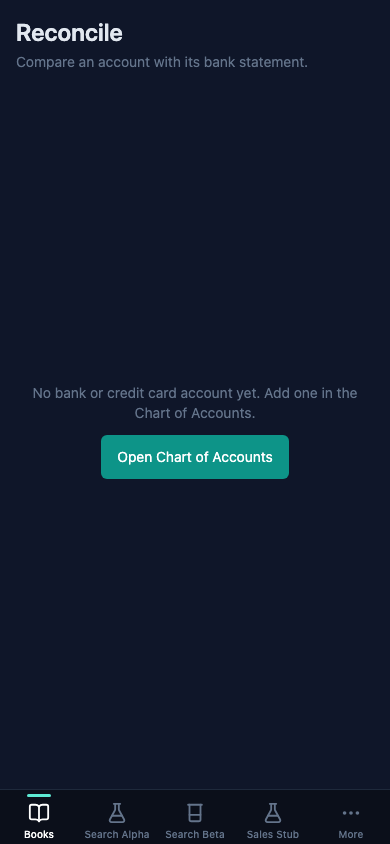 Reconcile
Compare an account with its bank statement.
No bank or credit card account yet. Add one in the
Chart of Accounts.
Open Chart of Accounts
Books
Search Alpha
Search Beta
Sales Stub
More